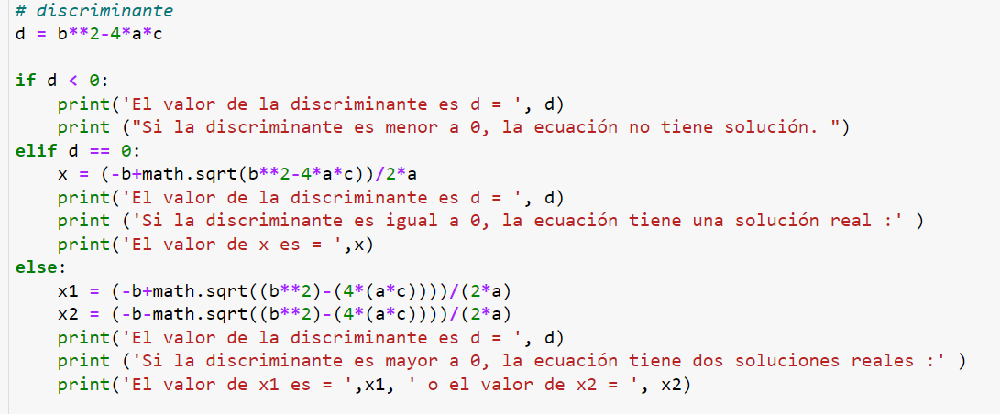 # discriminante
d = b**2-4*a*c
if d < 0:
    print('El valor de la discriminante es d = ', d)
    print ("Si la discriminante es menor a 0, la ecuación no tiene solución. ")
elif d == 0:
    x = (-b+math.sqrt(b**2-4*a*c))/2*a
    print('El valor de la discriminante es d = ', d)
    print ('Si la discriminante es igual a 0, la ecuación tiene una solución real :' )
    print('El valor de x es = ',x)
else:
    x1 = (-b+math.sqrt((b**2)-(4*(a*c))))/(2*a)
    x2 = (-b-math.sqrt((b**2)-(4*(a*c))))/(2*a)
    print('El valor de la discriminante es d = ', d)
    print ('Si la discriminante es mayor a 0, la ecuación tiene dos soluciones reales :' )
    print('El valor de x1 es = ',x1, ' o el valor de x2 = ', x2)